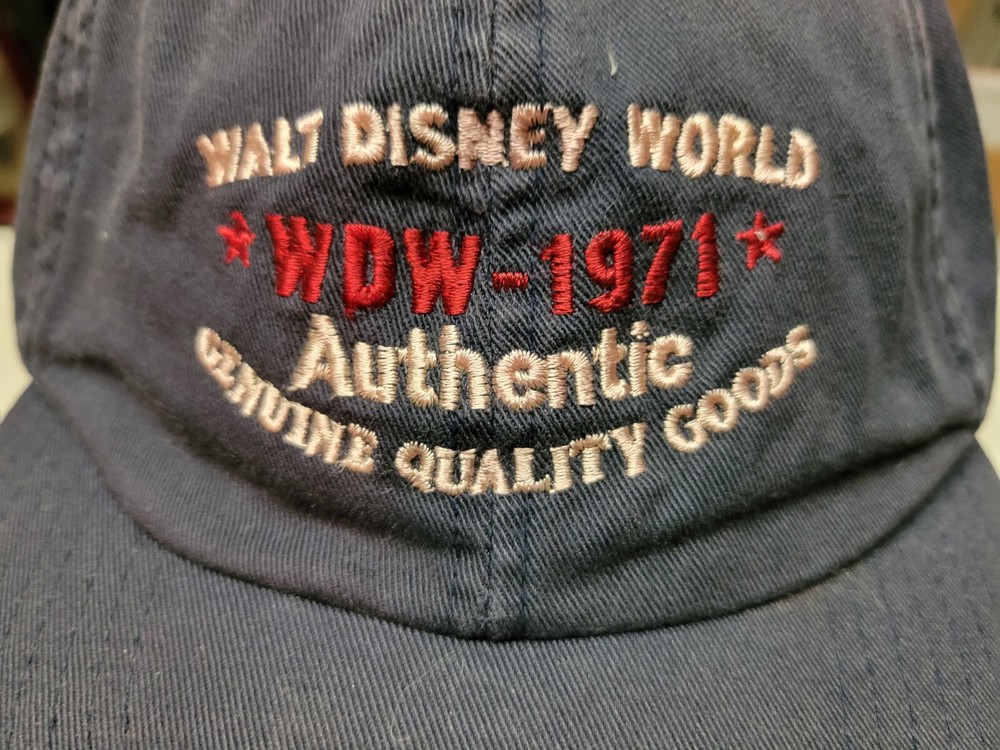 WALT DISNEY WORLD
WDW-1971
Authentic
GENUINE QUALITY GOODS